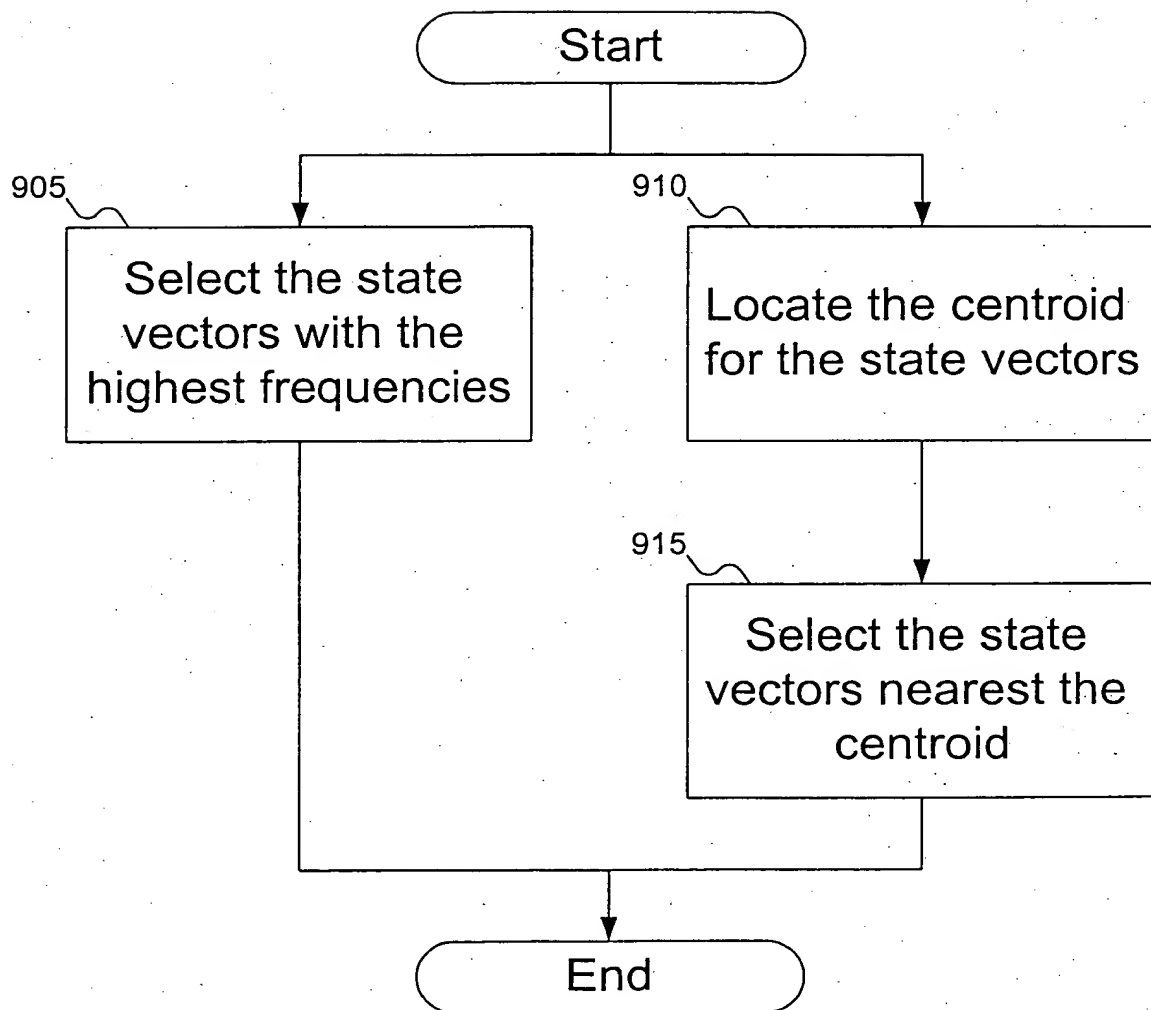 Start
905
Select the state
vectors with the
highest frequencies
910
Locate the centroid
for the state vectors
915
Select the state
vectors nearest the
centroid
End